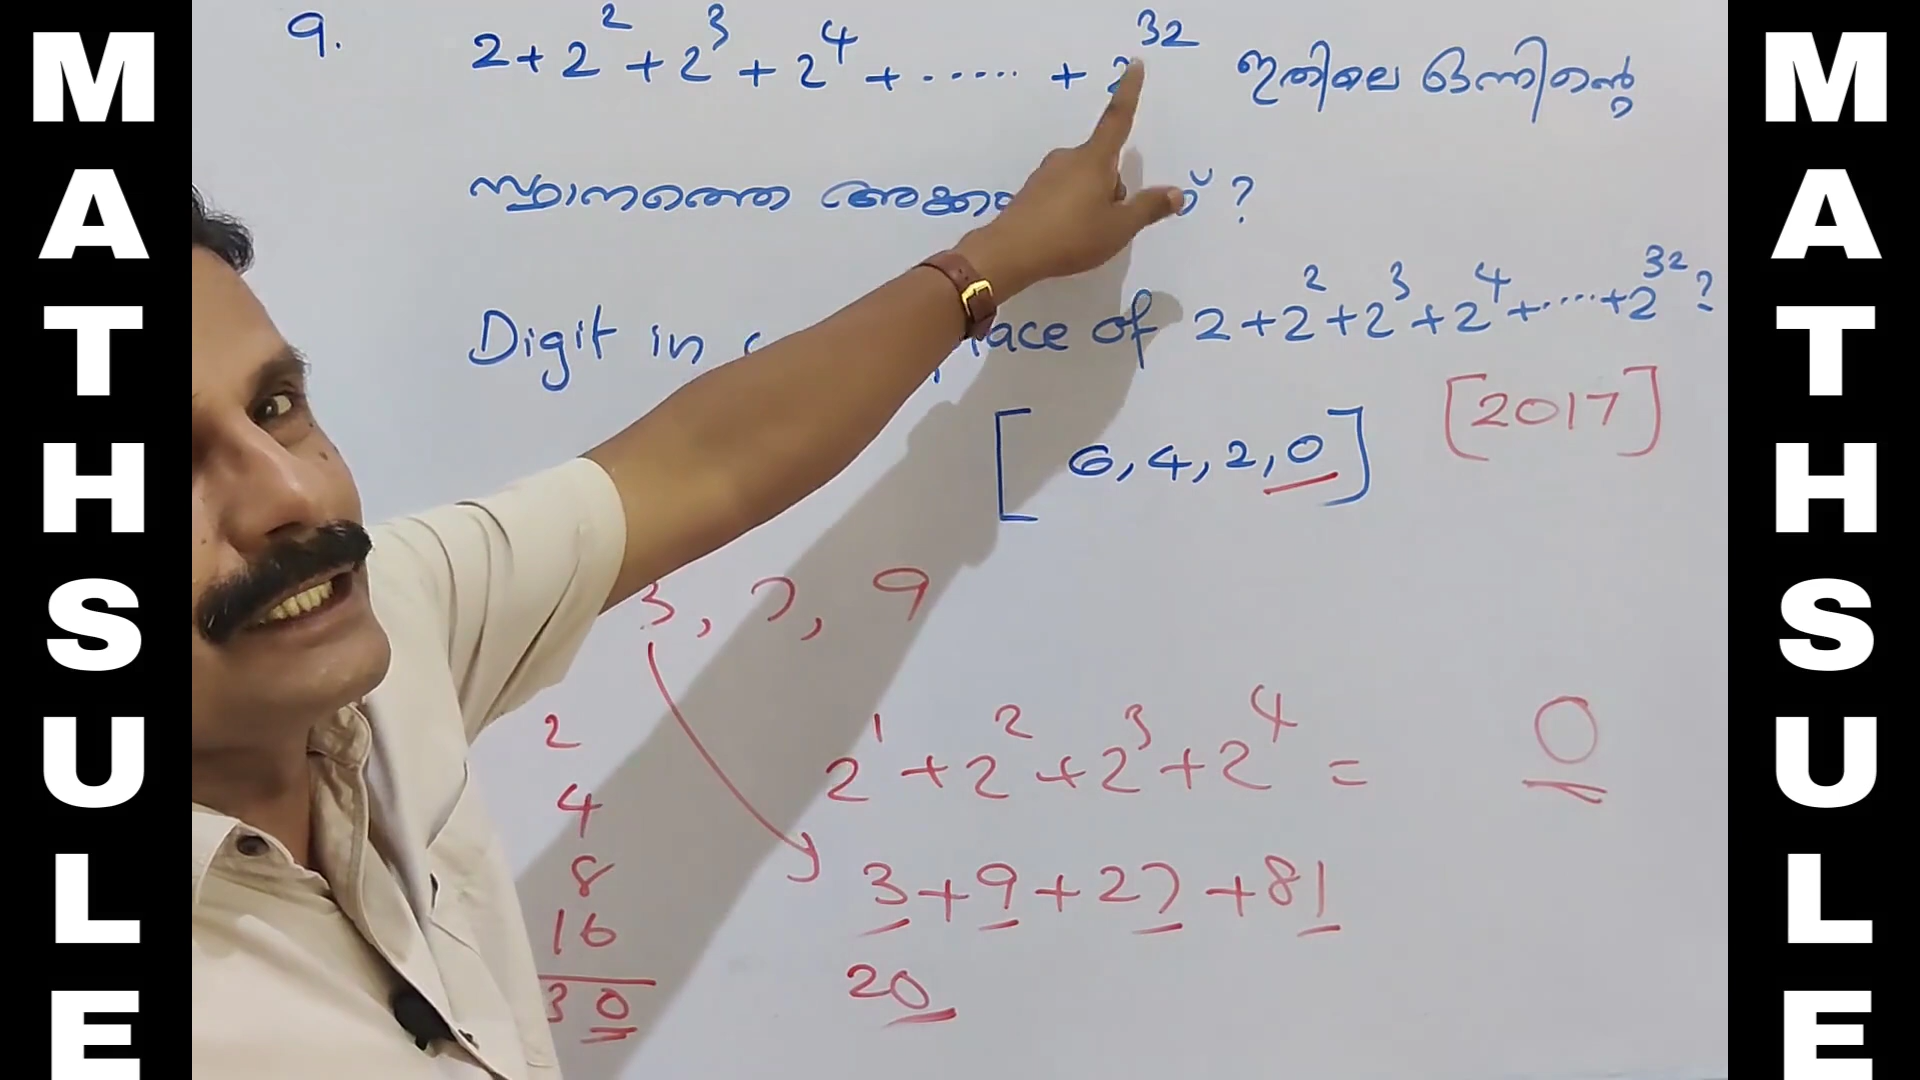 MATHSULE
9. 2 + 2² + 2³ + 2⁴ + ...... + 2³² ഇതിലെ ഒന്നിന്റെ
സ്ഥാനത്തെ ?
Digit in place of 2+2²+2³+2⁴+....+2³²?
[2017]
[6, 4, 2, 0]
3, 7, 9
2
4
8
16
30
2¹ + 2² + 2³ + 2⁴ = 0
3 + 9 + 27 + 81
20
MATHSULE